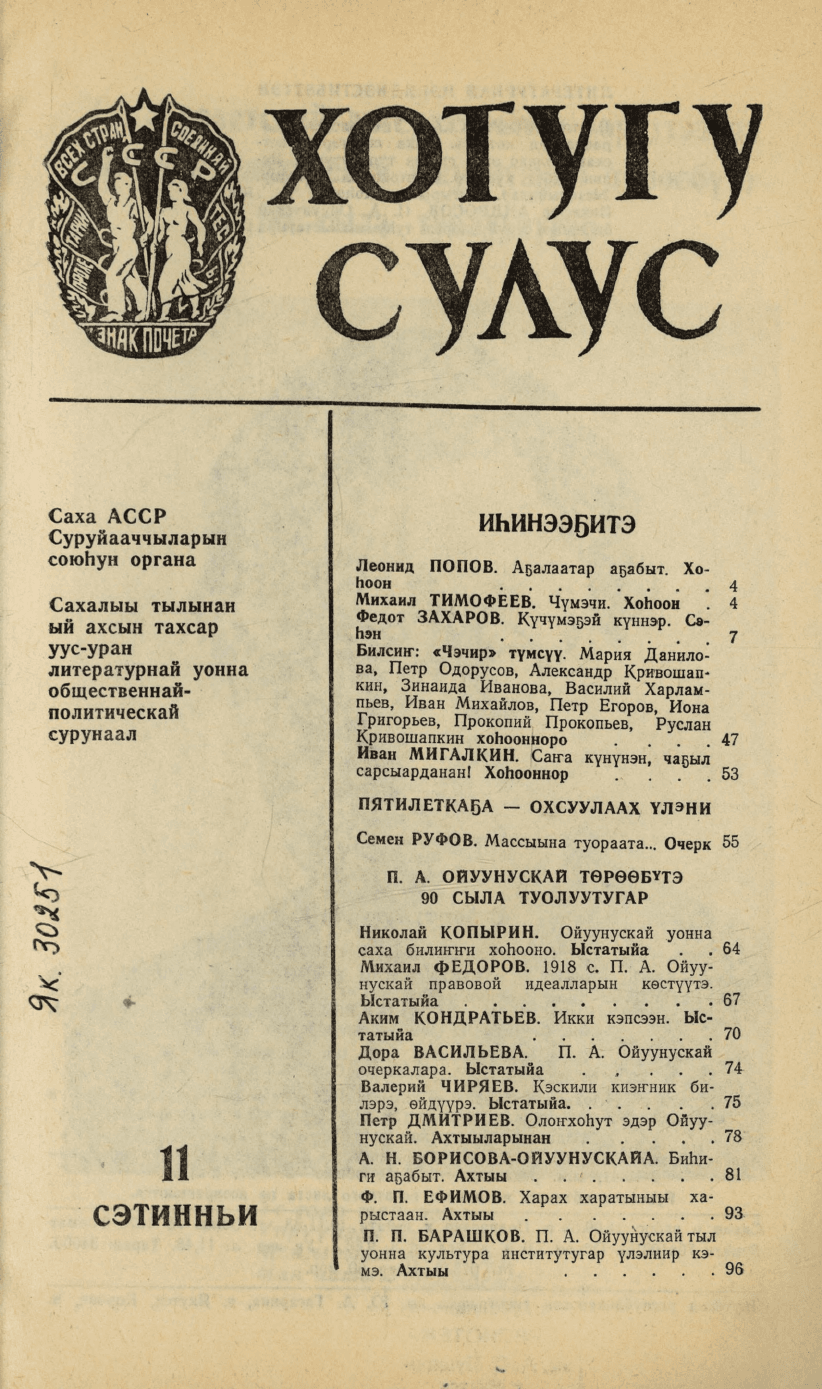 ХОТУГУ
СУЛУС
ВСЕХ СТРАН
СОЕДИНЯЙ
ТЕСЬ
СССР
ЗНАК ПОЧЕТА
Саха АССР
Суруйааччыларын
союһун органа
Сахалыы тылынан
ый ахсын тахсар
уус-уран
литературнай уонна
общественнай-
политическай
сурунаал
Як. 30251
11
СЭТИННЬИ
ИҺИНЭЭҔИТЭ
Леонид ПОПОВ. Аҕалаатар аҕабыт. Хо-
һоон . . . . . . . . 4
Михаил ТИМОФЕЕВ. Чүмэчи. Хоһоон . 4
Федот ЗАХАРОВ. Күчүмэҕэй күннэр. Сэ-
һэн . . . . . . . . 7
Билсиҥ: «Чэчир» түмсүү. Мария Данило-
ва, Петр Одорусов, Александр Кривошап-
кин, Зинаида Иванова, Василий Харлам-
пьев, Иван Михайлов, Петр Егоров, Иона
Григорьев, Прокопий Прокопьев, Руслан
Кривошапкин хоһоонноро . . . . 47
Иван МИГАЛКИН. Саҥа күнүнэн, чаҕыл
сарсыарданан! Хоһооннор . . . . 53
ПЯТИЛЕТКАҔА — ОХСУУЛААХ ҮЛЭНИ
Семен РУФОВ. Массыына туораата... Очерк 55
П. А. ОЙУУНУСКАЙ ТӨРӨӨБҮТЭ
90 СЫЛА ТУОЛУУТУГАР
Николай КОПЫРИН. Ойуунускай уонна
саха билиҥҥи хоһооно. Ыстатыйа . . 64
Михаил ФЕДОРОВ. 1918 с. П. А. Ойуу-
нускай правовой идеалларын көстүүтэ.
Ыстатыйа . . . . . . . . . 67
Аким КОНДРАТЬЕВ. Икки кэпсээн. Ыс-
татыйа . . . . . . . 70
Дора ВАСИЛЬЕВА. П. А. Ойуунускай
очеркалара. Ыстатыйа . . . . . 74
Валерий ЧИРЯЕВ. Кэскили киэҥник би-
лэрэ, өйдүүрэ. Ыстатыйа. . . . . . 75
Петр ДМИТРИЕВ. Олоҥхоһут эдэр Ойуу-
нускай. Ахтыыларынан . . . . . 78
А. Н. БОРИСОВА-ОЙУУНУСКАЙА. Биһи-
ги аҕабыт. Ахтыы . . . . . . . 81
Ф. П. ЕФИМОВ. Харах харатыныы ха-
рыстаан. Ахтыы . . . . . . . 93
П. П. БАРАШКОВ. П. А. Ойуунускай тыл
уонна культура институтугар үлэлиир кэ-
мэ. Ахтыы . . . . . . 96